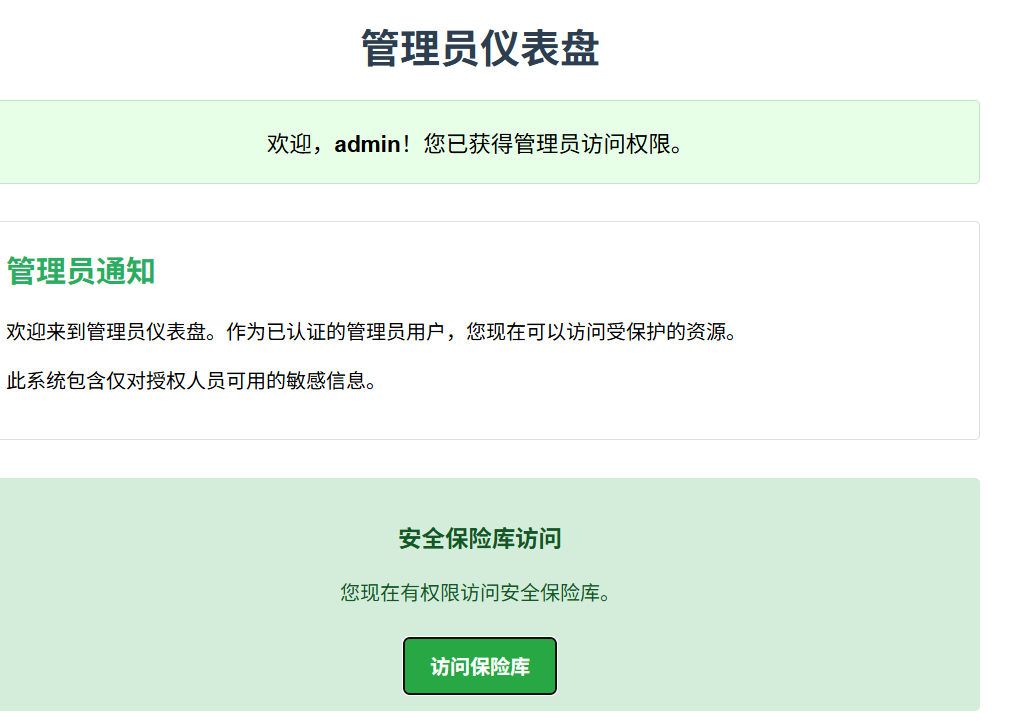 管理员仪表盘
欢迎，admin！您已获得管理员访问权限。
管理员通知
欢迎来到管理员仪表盘。作为已认证的管理员用户，您现在可以访问受保护的资源。
此系统包含仅对授权人员可用的敏感信息。
安全保险库访问
您现在有权限访问安全保险库。
访问保险库